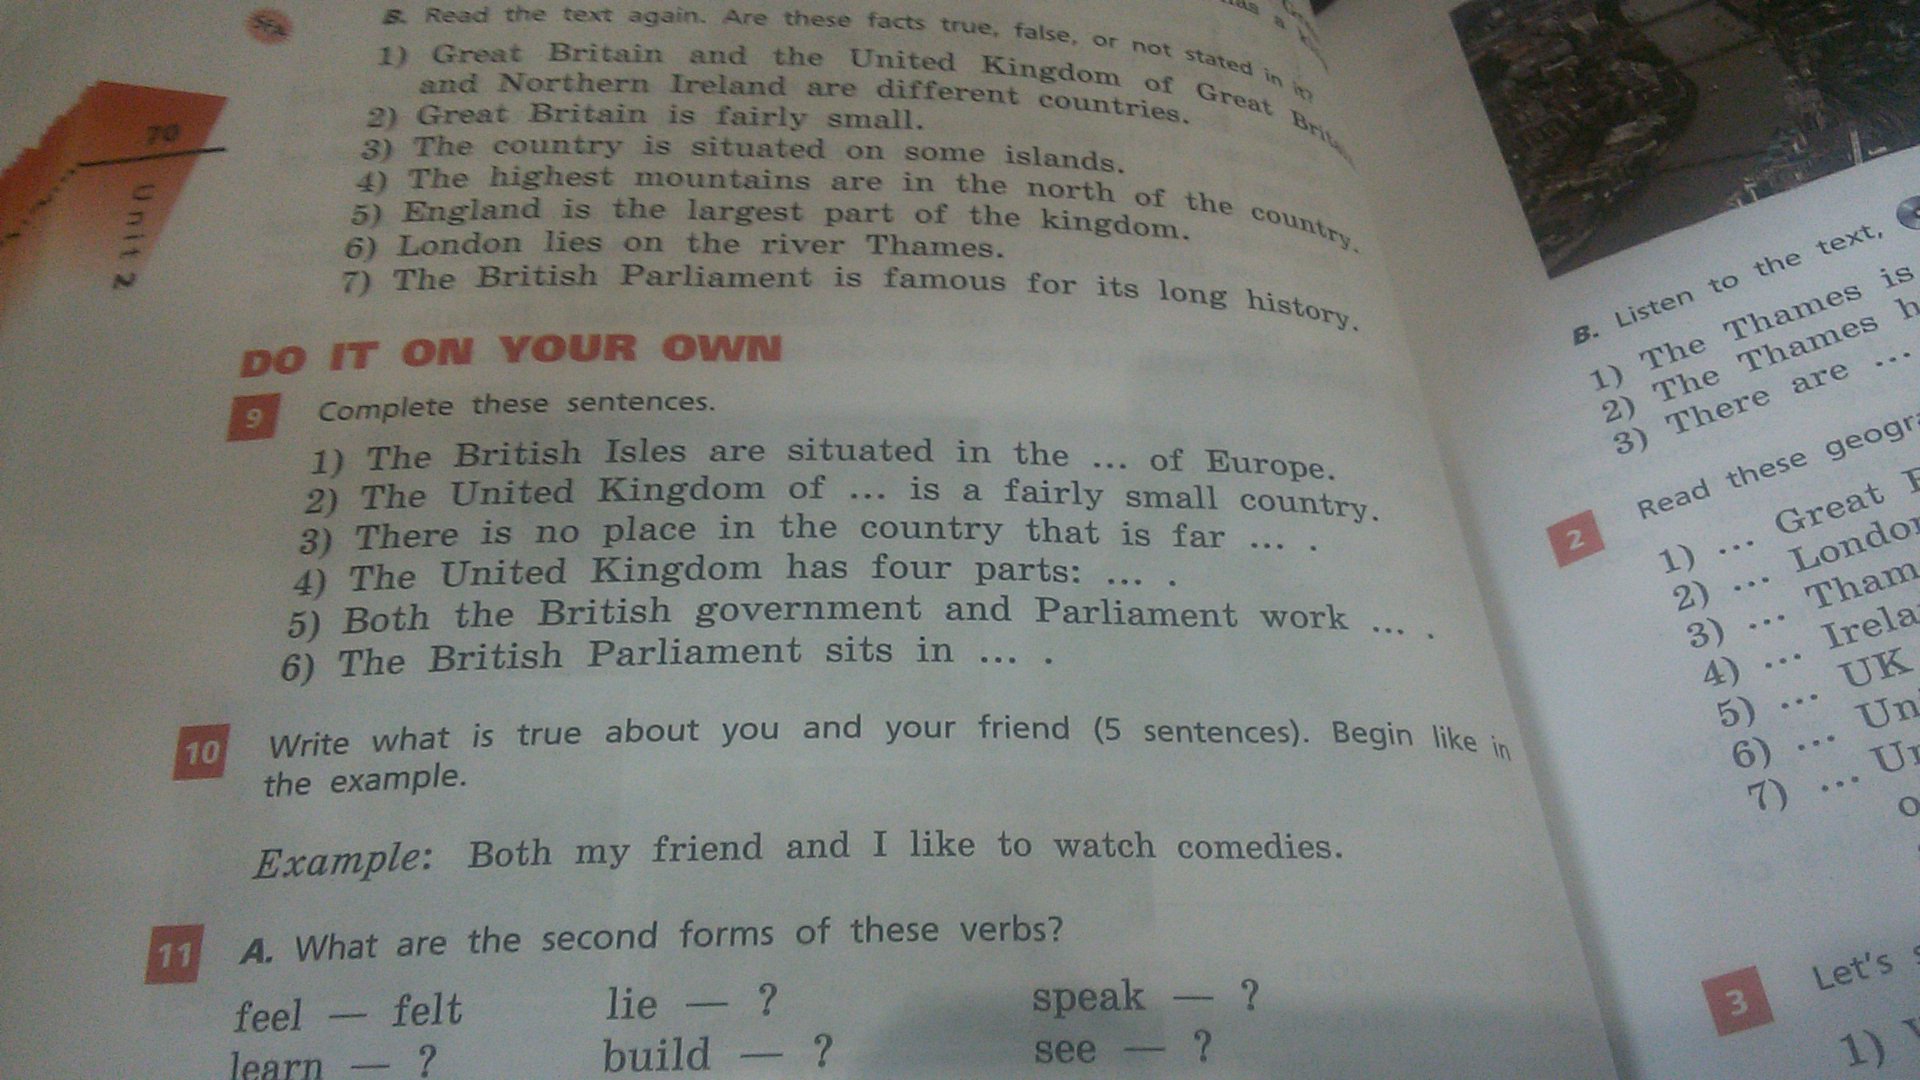 B. Read the text again. Are these facts true, false, or not stated in it?
1) Great Britain and the United Kingdom of Great Britain
and Northern Ireland are different countries.
2) Great Britain is fairly small.
3) The country is situated on some islands.
4) The highest mountains are in the north of the country.
5) England is the largest part of the kingdom.
6) London lies on the river Thames.
7) The British Parliament is famous for its long history.
70
Unit 2
DO IT ON YOUR OWN
9 Complete these sentences.
1) The British Isles are situated in the ... of Europe.
2) The United Kingdom of ... is a fairly small country.
3) There is no place in the country that is far ... .
4) The United Kingdom has four parts: ... .
5) Both the British government and Parliament work ... .
6) The British Parliament sits in ... .
10 Write what is true about you and your friend (5 sentences). Begin like in
the example.
Example: Both my friend and I like to watch comedies.
11 A. What are the second forms of these verbs?
feel — felt lie — ? speak — ?
learn — ? build — ? see — ?
B. Listen to the text,
1) The Thames is
2) The Thames h
3) There are ...
2 Read these geogra
1) ... Great
2) ... London
3) ... Tham
4) ... Irela
5) ... UK
6) ... Un
7) ... Un
3 Let's
1)